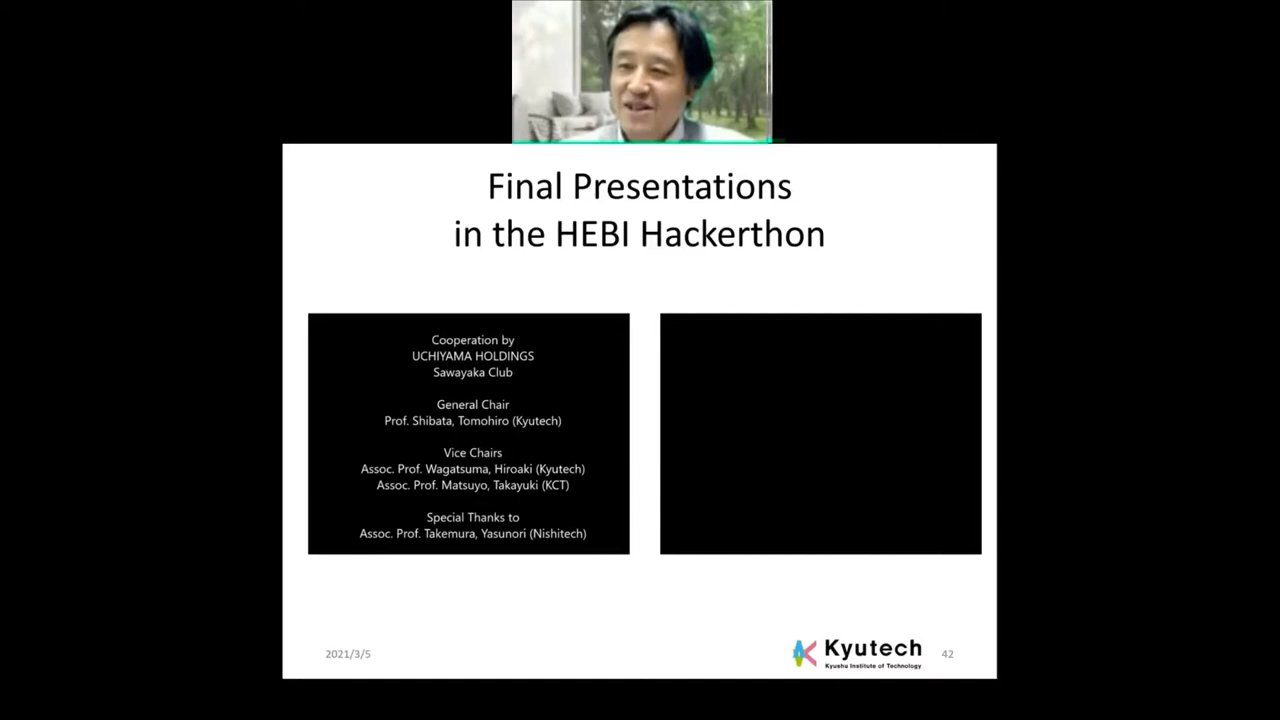 Final Presentations
in the HEBI Hackerthon
Cooperation by
UCHIYAMA HOLDINGS
Sawayaka Club
General Chair
Prof. Shibata, Tomohiro (Kyutech)
Vice Chairs
Assoc. Prof. Wagatsuma, Hiroaki (Kyutech)
Assoc. Prof. Matsuyo, Takayuki (KCT)
Special Thanks to
Assoc. Prof. Takemura, Yasunori (Nishitech)
2021/3/5
Kyutech
Kyushu Institute of Technology
42